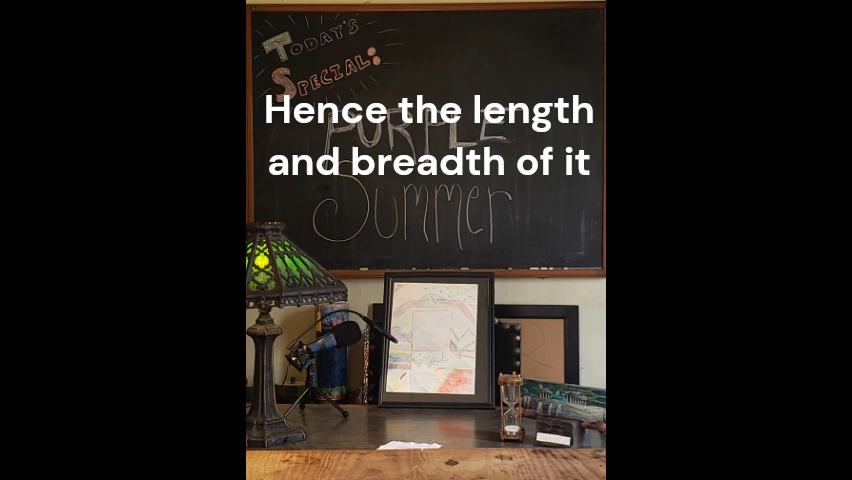 TODAY'S
SPECIAL:
Hence the length
PURPLE
and breadth of it
Summer